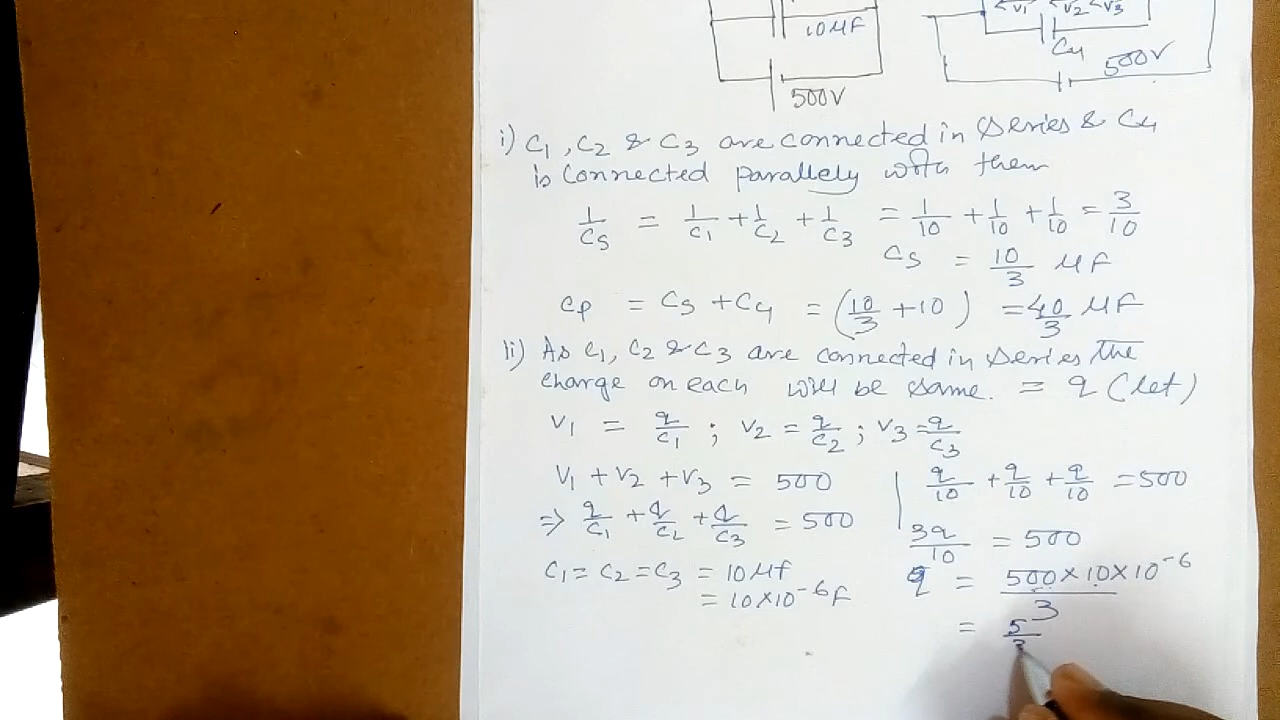 V1 V2 V3
10 μF
C4
500V
500V
i) C1, C2 & C3 are connected in series & C4
is connected parallely with them
1/Cs = 1/C1 + 1/C2 + 1/C3 = 1/10 + 1/10 + 1/10 = 3/10
Cs = 10/3 μF
Cp = Cs + C4 = (10/3 + 10) = 40/3 μF
ii) As C1, C2 & C3 are connected in series the
charge on each will be same. = q (let)
V1 = q/C1 ; V2 = q/C2 ; V3 = q/C3
V1 + V2 + V3 = 500
⇒ q/C1 + q/C2 + q/C3 = 500
C1 = C2 = C3 = 10 μf
= 10×10^-6 F
q/10 + q/10 + q/10 = 500
3q/10 = 500
q = 500×10×10^-6/3
= 5/3